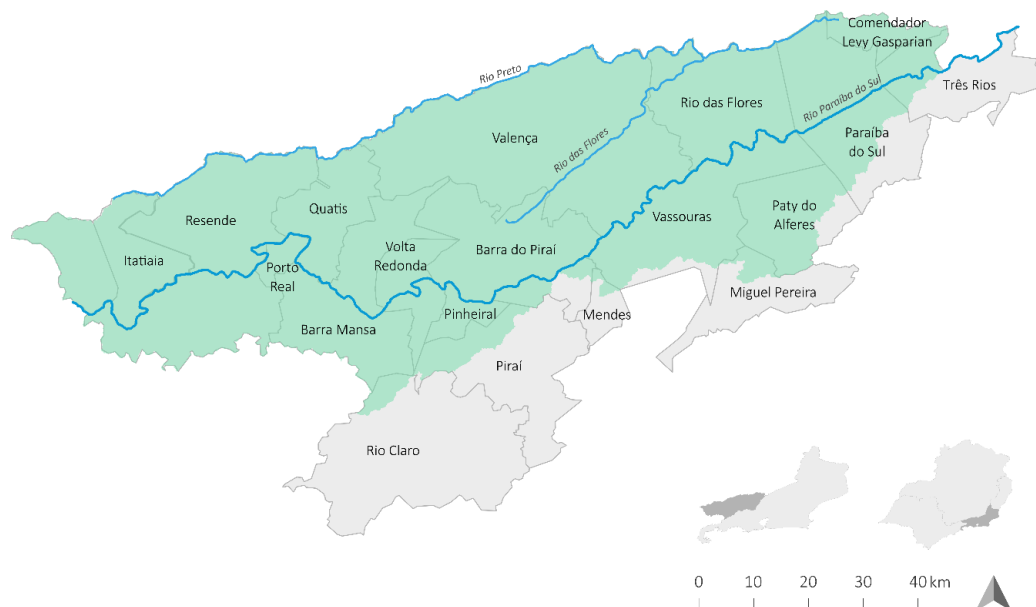 Comendador
Levy Gasparian
Rio Preto
Três Rios
Rio das Flores
Rio Paraíba do Sul
Valença
Rio das Flores
Paraíba
do Sul
Resende
Quatis
Vassouras
Paty do
Alferes
Itatiaia
Volta
Redonda
Barra do Piraí
Porto
Real
Miguel Pereira
Pinheiral
Mendes
Barra Mansa
Piraí
Rio Claro
0 10 20 30 40 km